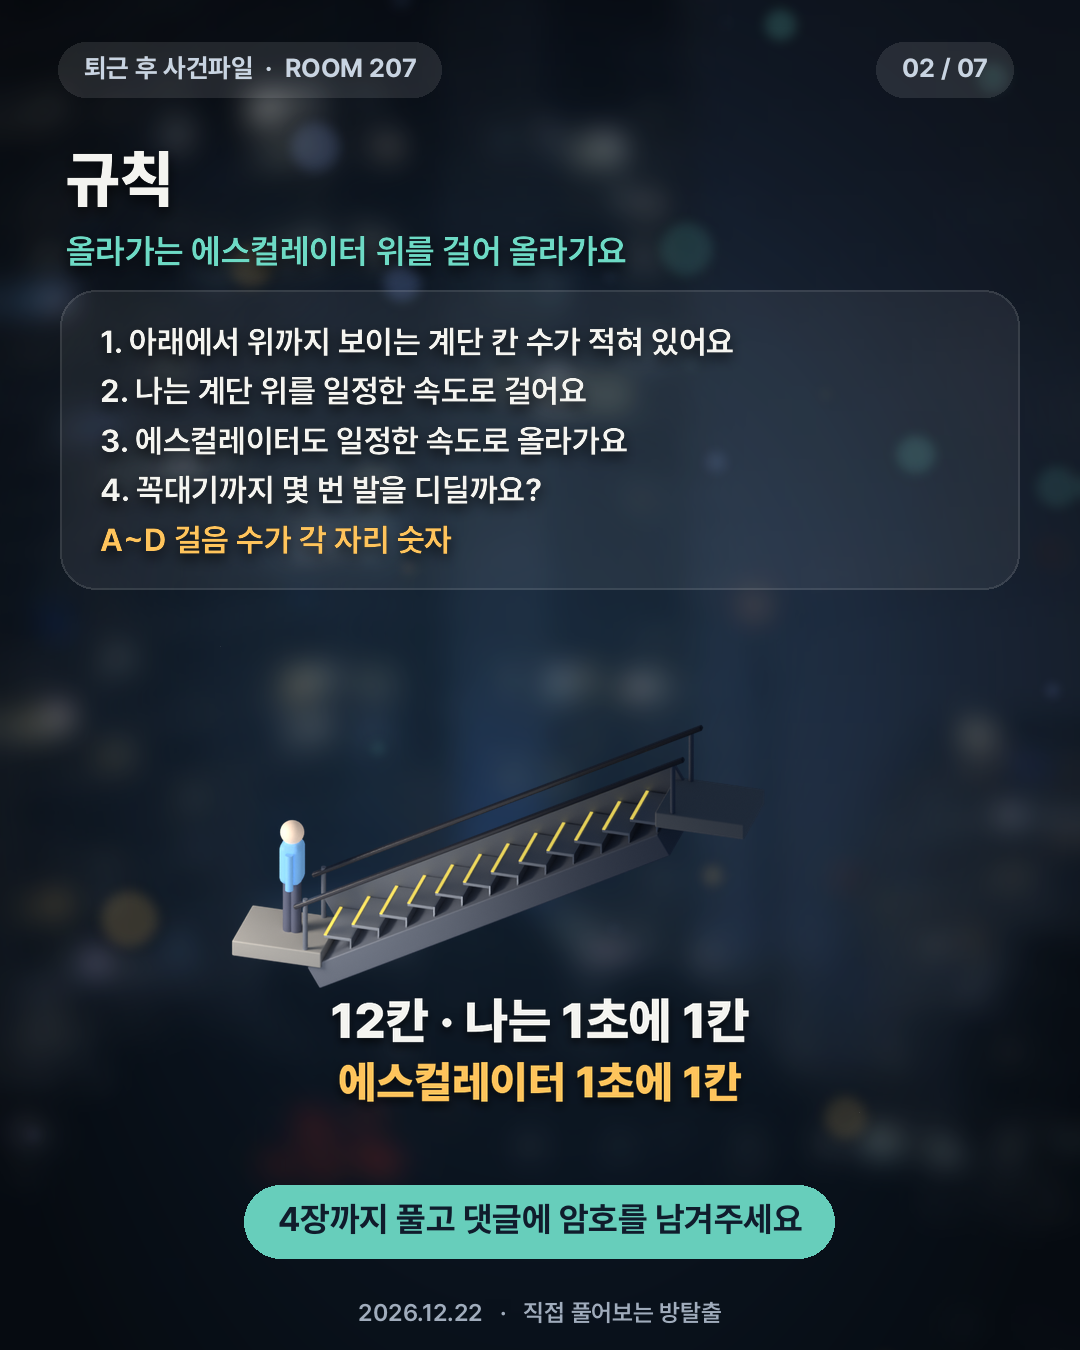 퇴근 후 사건파일 · ROOM 207
02 / 07
규칙
올라가는 에스컬레이터 위를 걸어 올라가요
1. 아래에서 위까지 보이는 계단 칸 수가 적혀 있어요
2. 나는 계단 위를 일정한 속도로 걸어요
3. 에스컬레이터도 일정한 속도로 올라가요
4. 꼭대기까지 몇 번 발을 디딜까요?
A~D 걸음 수가 각 자리 숫자
12칸 · 나는 1초에 1칸
에스컬레이터 1초에 1칸
4장까지 풀고 댓글에 암호를 남겨주세요
2026.12.22 · 직접 풀어보는 방탈출